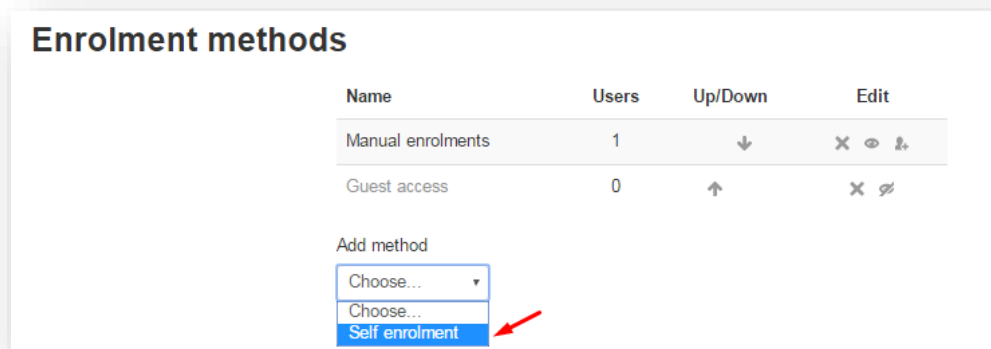 Enrolment methods
Name Users Up/Down Edit
Manual enrolments 1
Guest access 0
Add method
Choose...
Choose...
Self enrolment